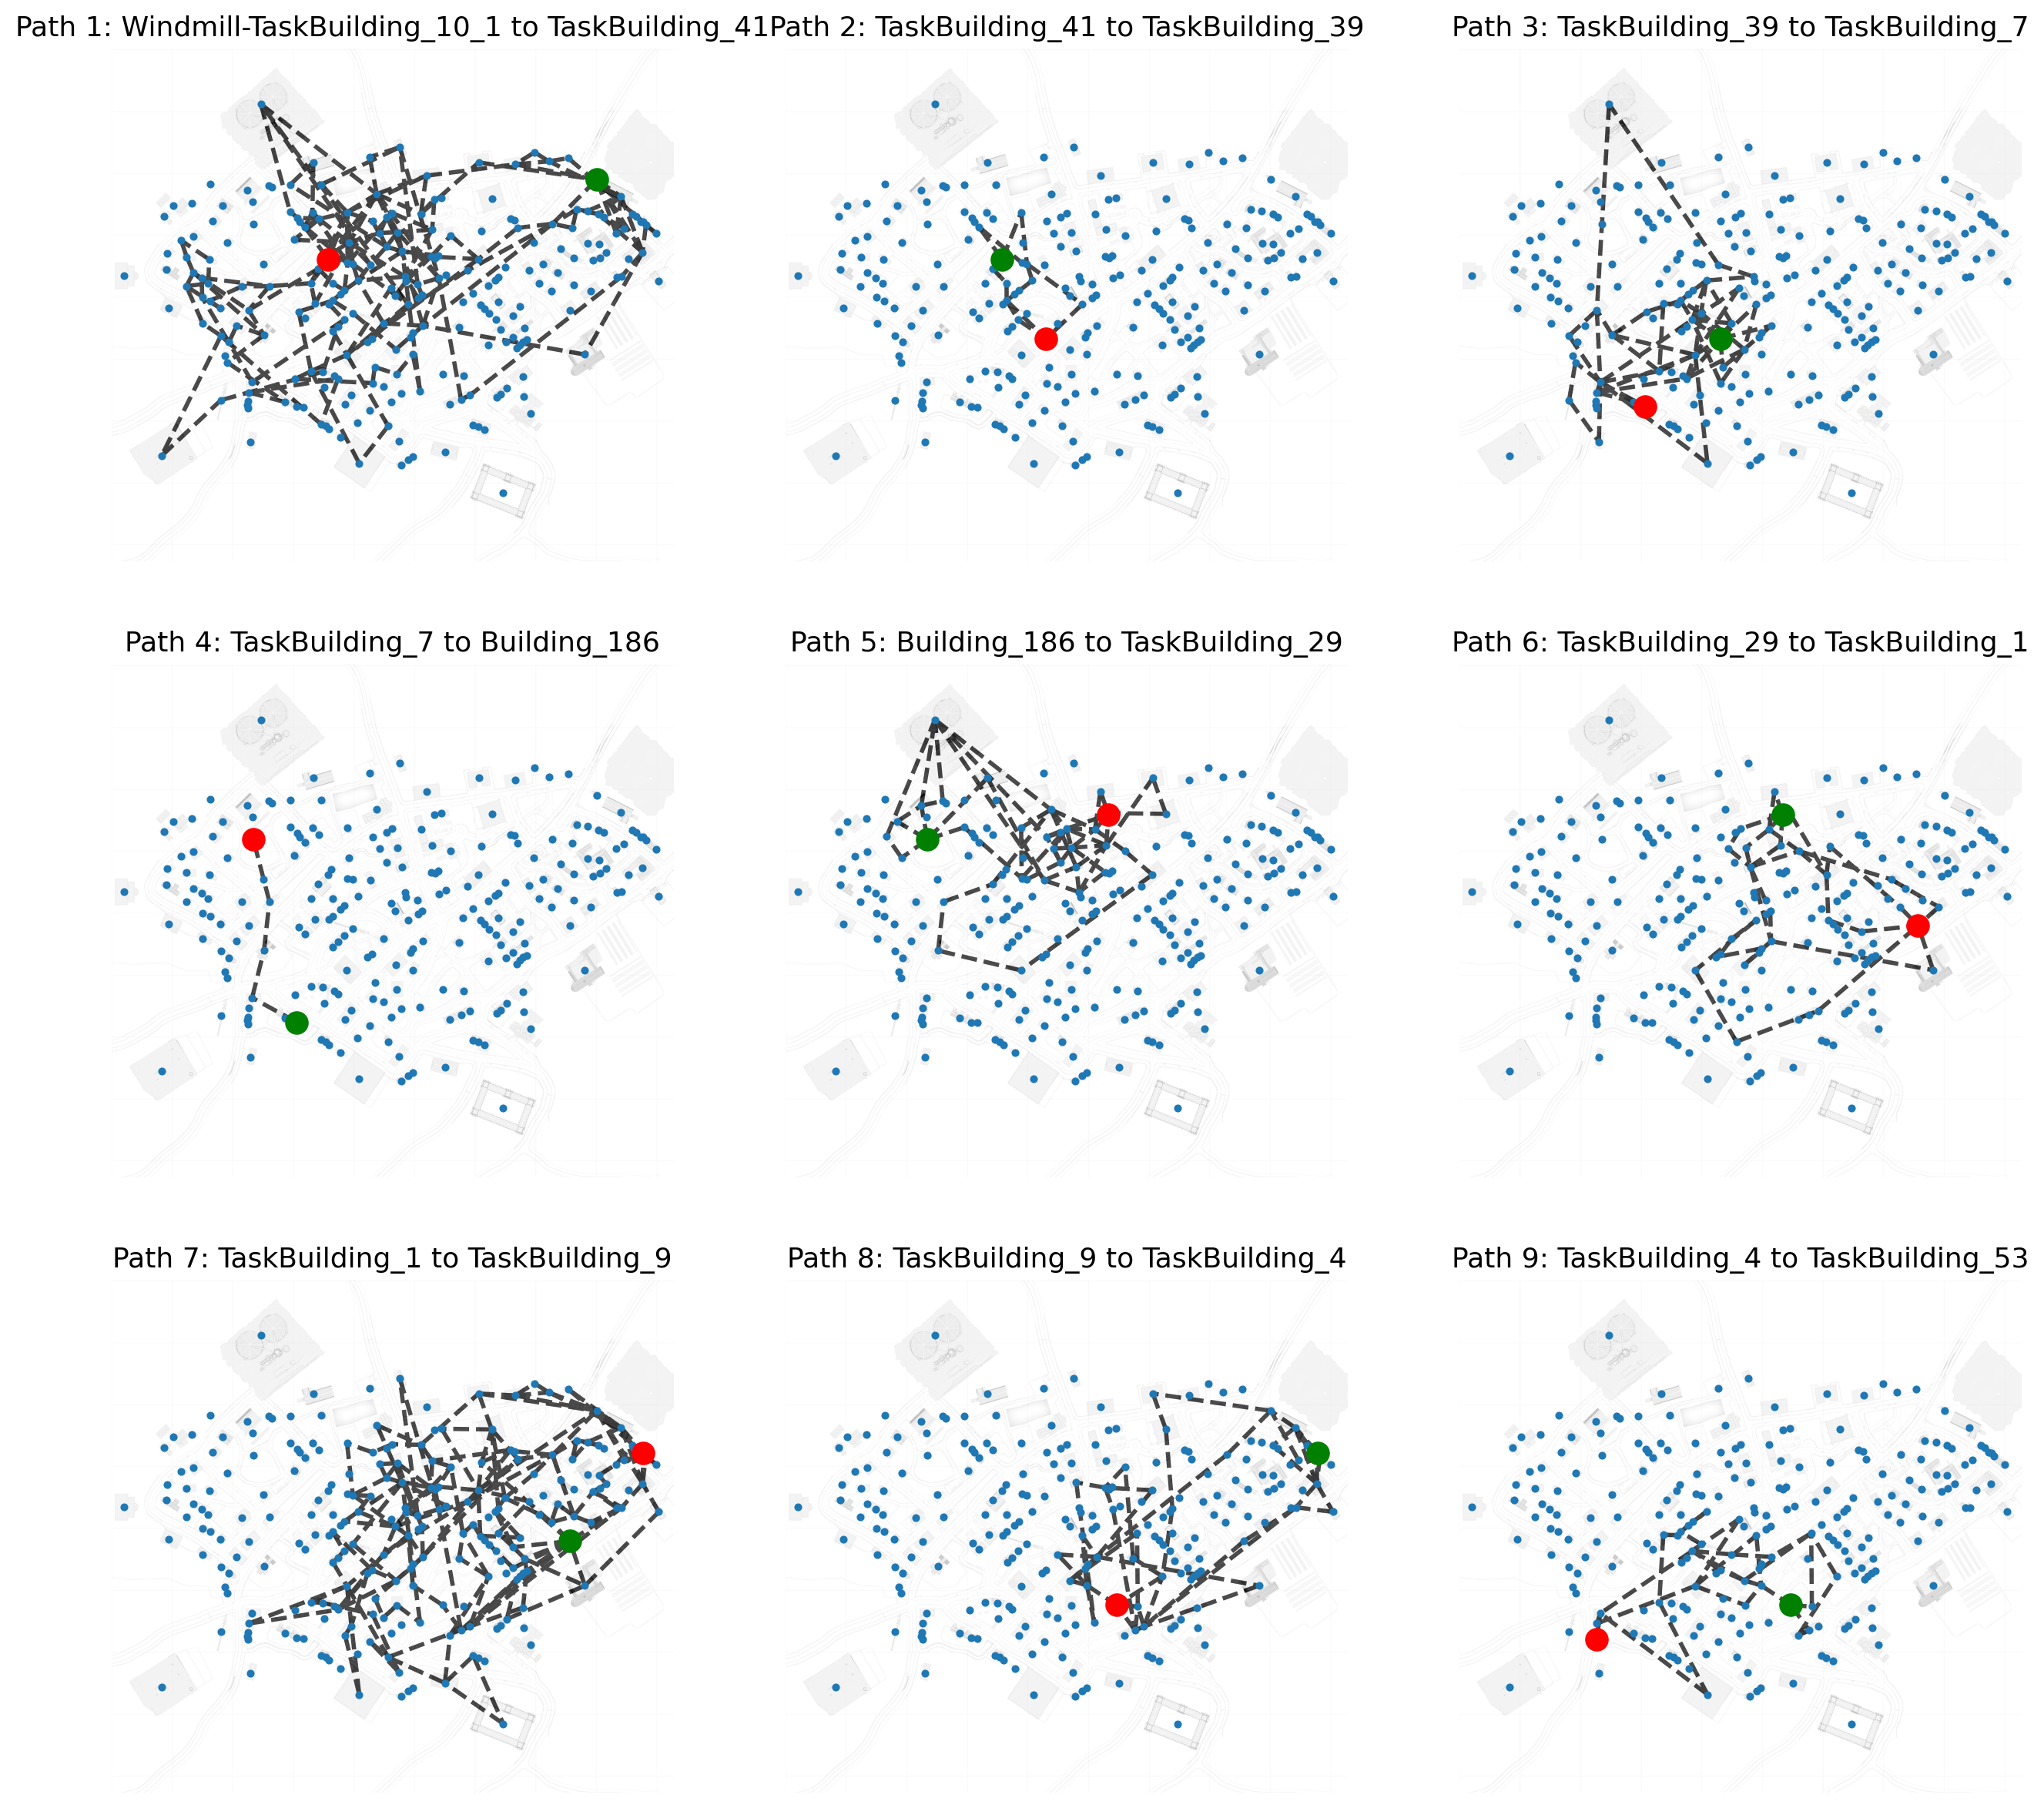 Path 1: Windmill-TaskBuilding_10_1 to TaskBuilding_41
Path 2: TaskBuilding_41 to TaskBuilding_39
Path 3: TaskBuilding_39 to TaskBuilding_7
Path 4: TaskBuilding_7 to Building_186
Path 5: Building_186 to TaskBuilding_29
Path 6: TaskBuilding_29 to TaskBuilding_1
Path 7: TaskBuilding_1 to TaskBuilding_9
Path 8: TaskBuilding_9 to TaskBuilding_4
Path 9: TaskBuilding_4 to TaskBuilding_53